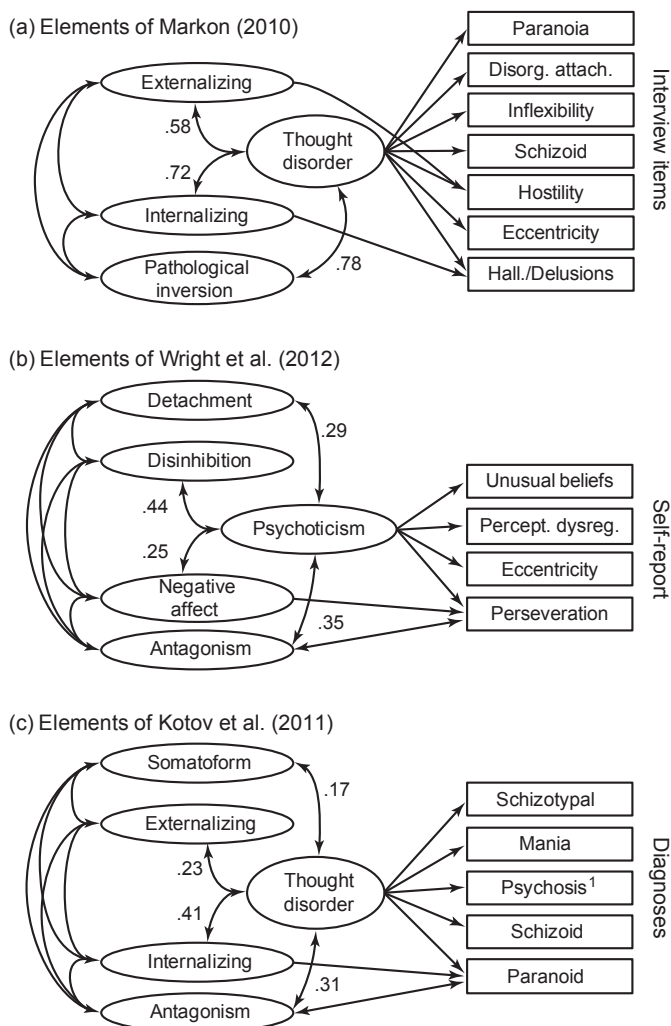 (a) Elements of Markon (2010)
Externalizing
.58
Thought
disorder
.72
Internalizing
Pathological
inversion
.78
Paranoia
Disorg. attach.
Inflexibility
Schizoid
Hostility
Eccentricity
Hall./Delusions
Interview items
(b) Elements of Wright et al. (2012)
Detachment
.29
Disinhibition
.44
Psychoticism
.25
Negative
affect
.35
Antagonism
Unusual beliefs
Percept. dysreg.
Eccentricity
Perseveration
Self-report
(c) Elements of Kotov et al. (2011)
Somatoform
.17
Externalizing
.23
Thought
disorder
.41
Internalizing
.31
Antagonism
Schizotypal
Mania
Psychosis¹
Schizoid
Paranoid
Diagnoses